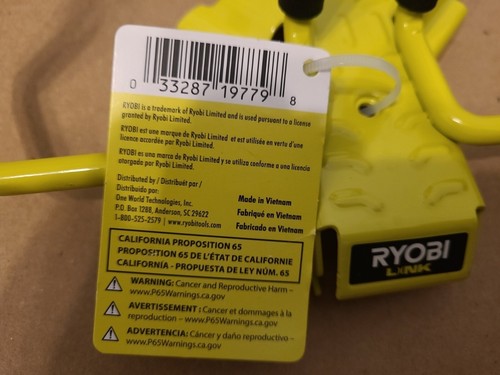 0 33287 19779 8
RYOBI is a trademark of Ryobi Limited and is used pursuant to a license
granted by Ryobi Limited.
RYOBI est une marque de Ryobi Limited et est utilisée en vertu d'une
licence accordée par Ryobi Limited.
RYOBI es una marca de Ryobi Limited y se utiliza conforme a una licencia
otorgada por Ryobi Limited.
Distributed by / Distribué par /
Distribuido por:
One World Technologies, Inc.
P.O. Box 1288, Anderson, SC 29622
1-800-525-2579 | www.ryobitools.com
Made in Vietnam
Fabriqué en Vietnam
Fabricado en Vietnam
CALIFORNIA PROPOSITION 65
PROPOSITION 65 DE L'ÉTAT DE CALIFORNIE
CALIFORNIA - PROPUESTA DE LEY NÚM. 65
WARNING: Cancer and Reproductive Harm –
www.P65Warnings.ca.gov
AVERTISSEMENT : Cancer et dommages à la
reproduction – www.P65Warnings.ca.gov
ADVERTENCIA: Cáncer y daño reproductivo –
www.P65Warnings.ca.gov
RYOBI
LINK